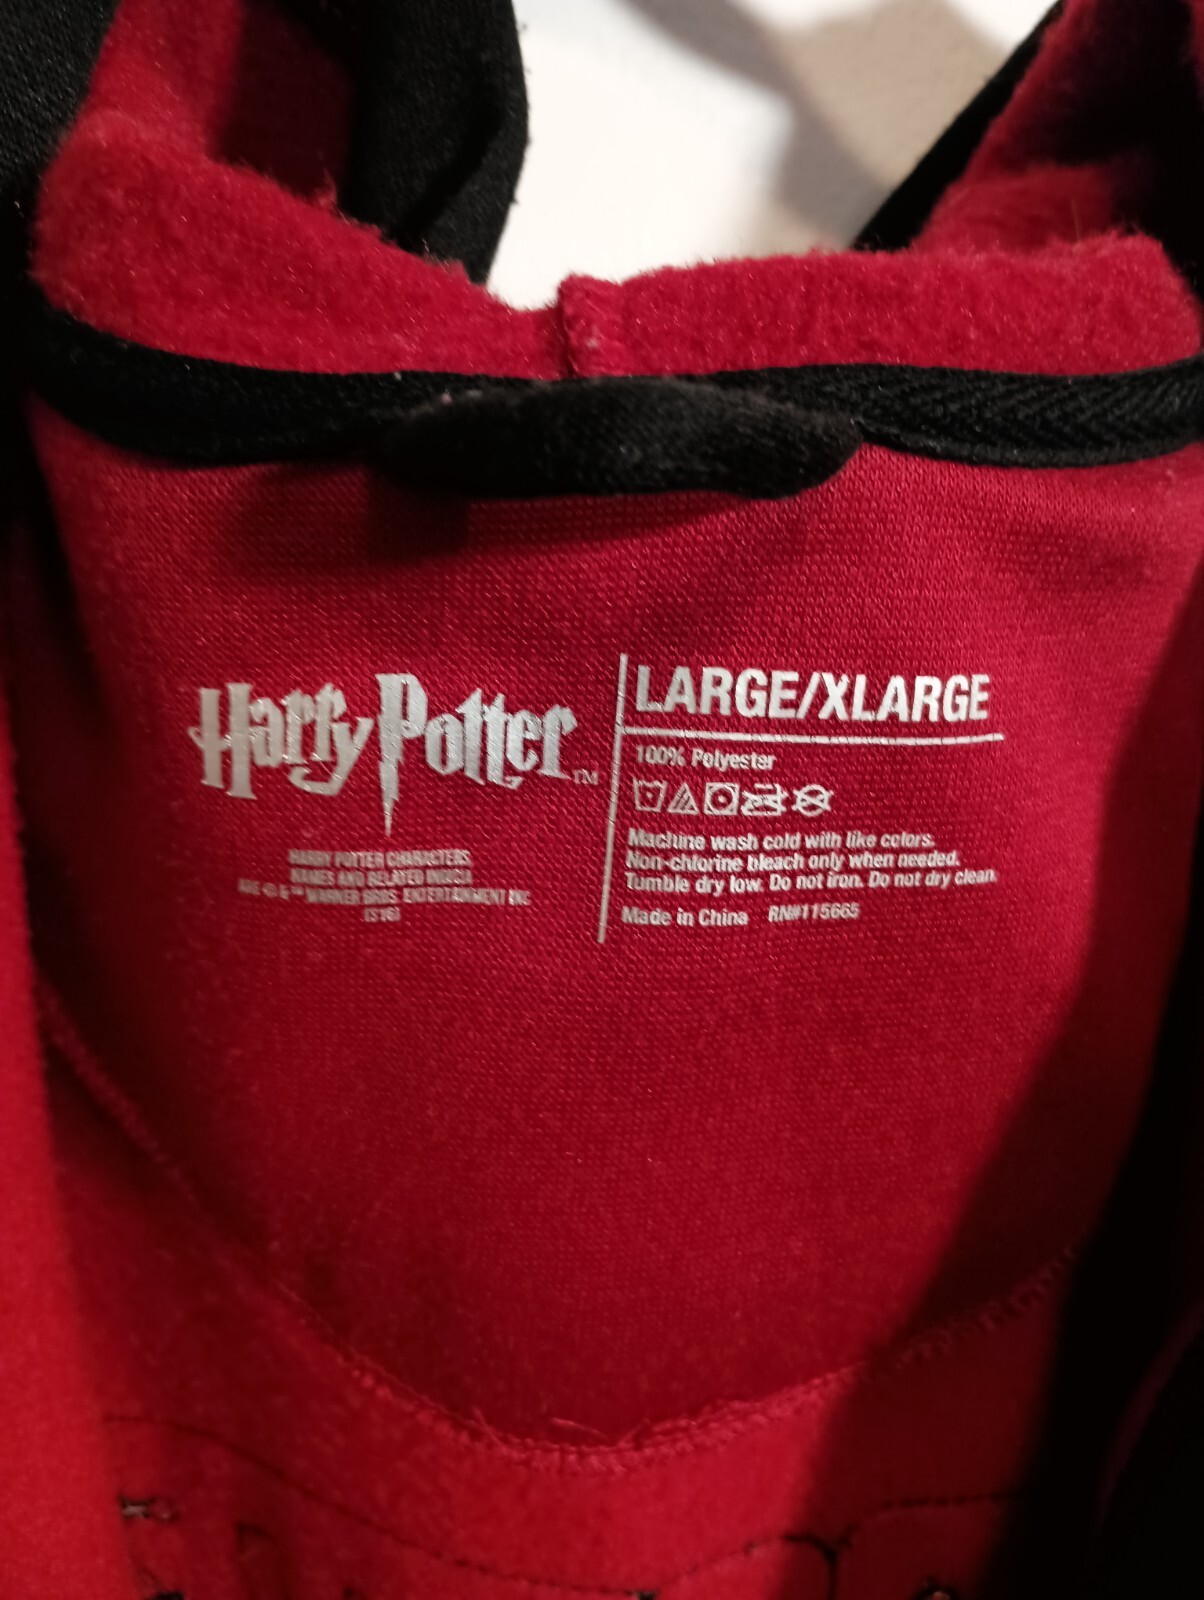 Harry Potter™
HARRY POTTER CHARACTERS,
NAMES AND RELATED INDICIA
ARE © & ™ WARNER BROS. ENTERTAINMENT INC.
(S16)
LARGE/XLARGE
100% Polyester
Machine wash cold with like colors.
Non-chlorine bleach only when needed.
Tumble dry low. Do not iron. Do not dry clean.
Made in China RN#115665